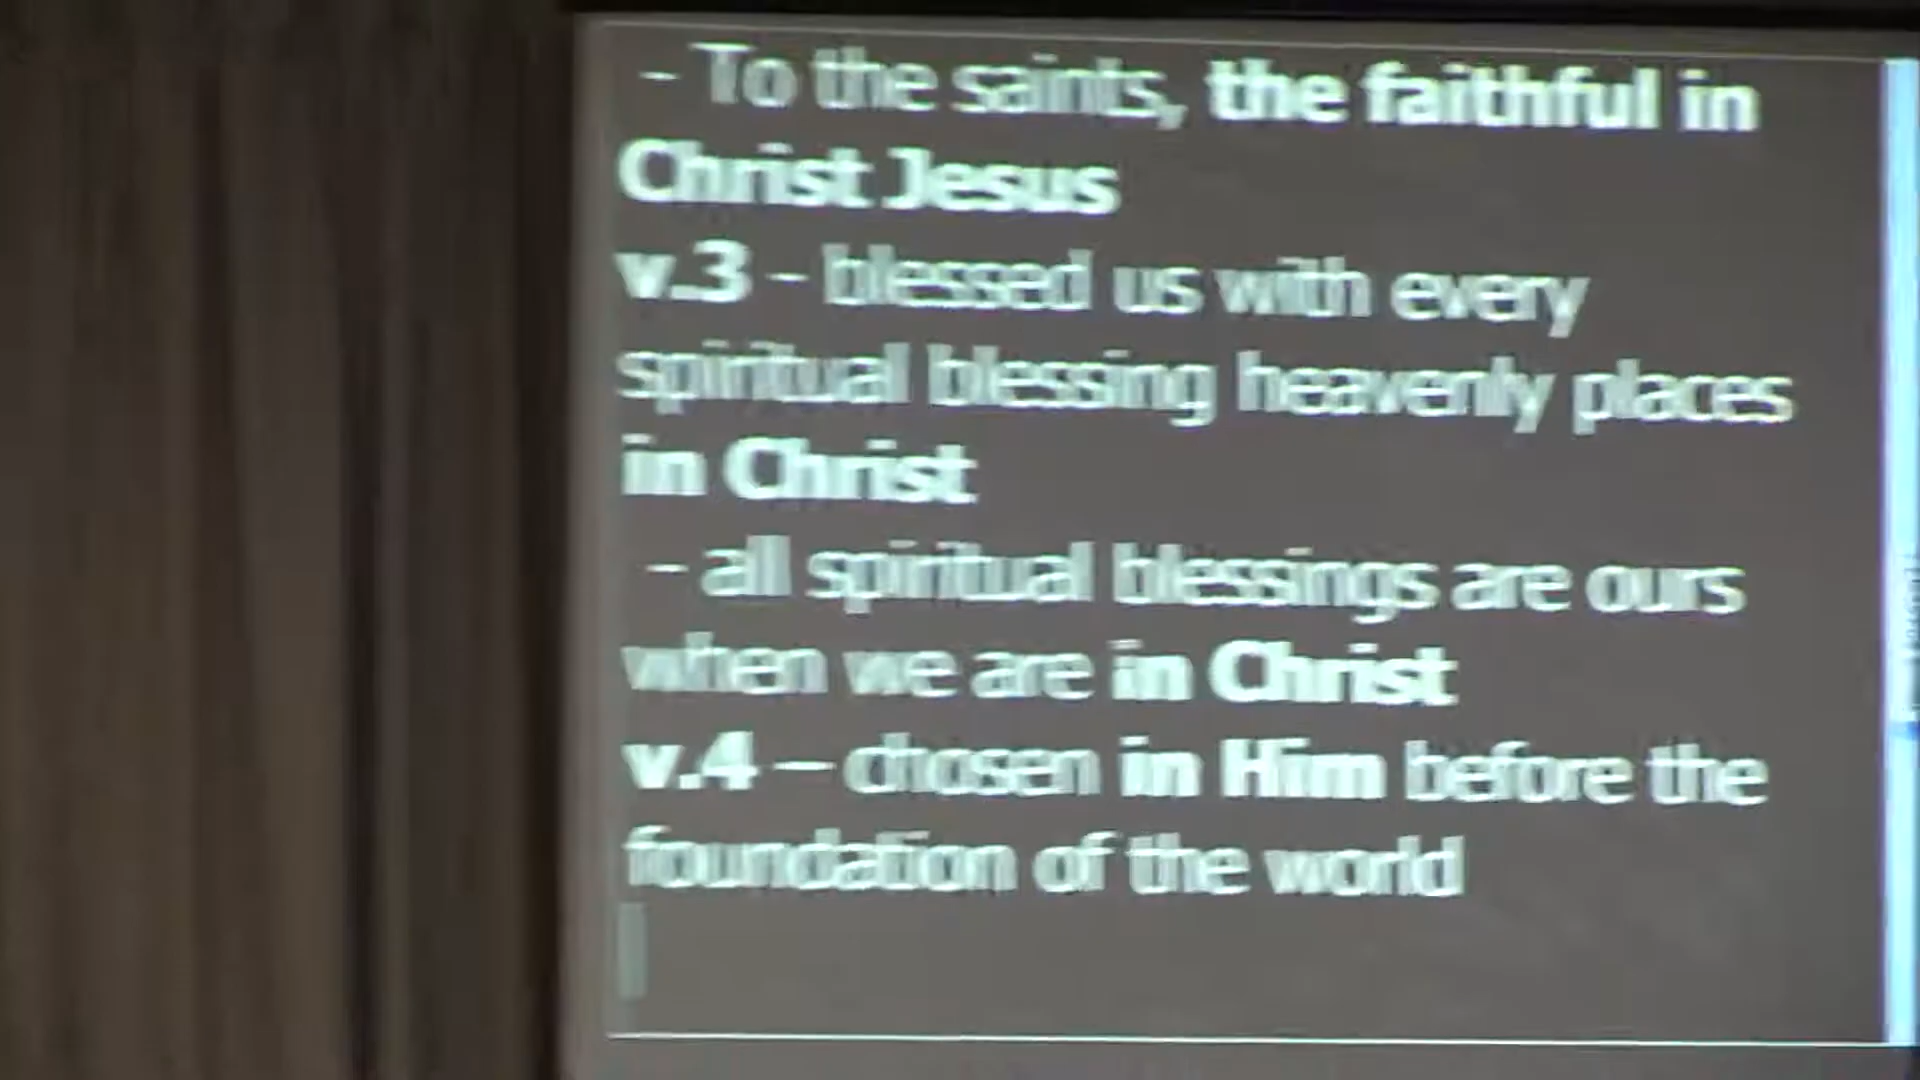 – To the saints, the faithful in
Christ Jesus
v.3 – blessed us with every
spiritual blessing heavenly places
in Christ
– all spiritual blessings are ours
when we are in Christ
v.4 – chosen in Him before the
foundation of the world